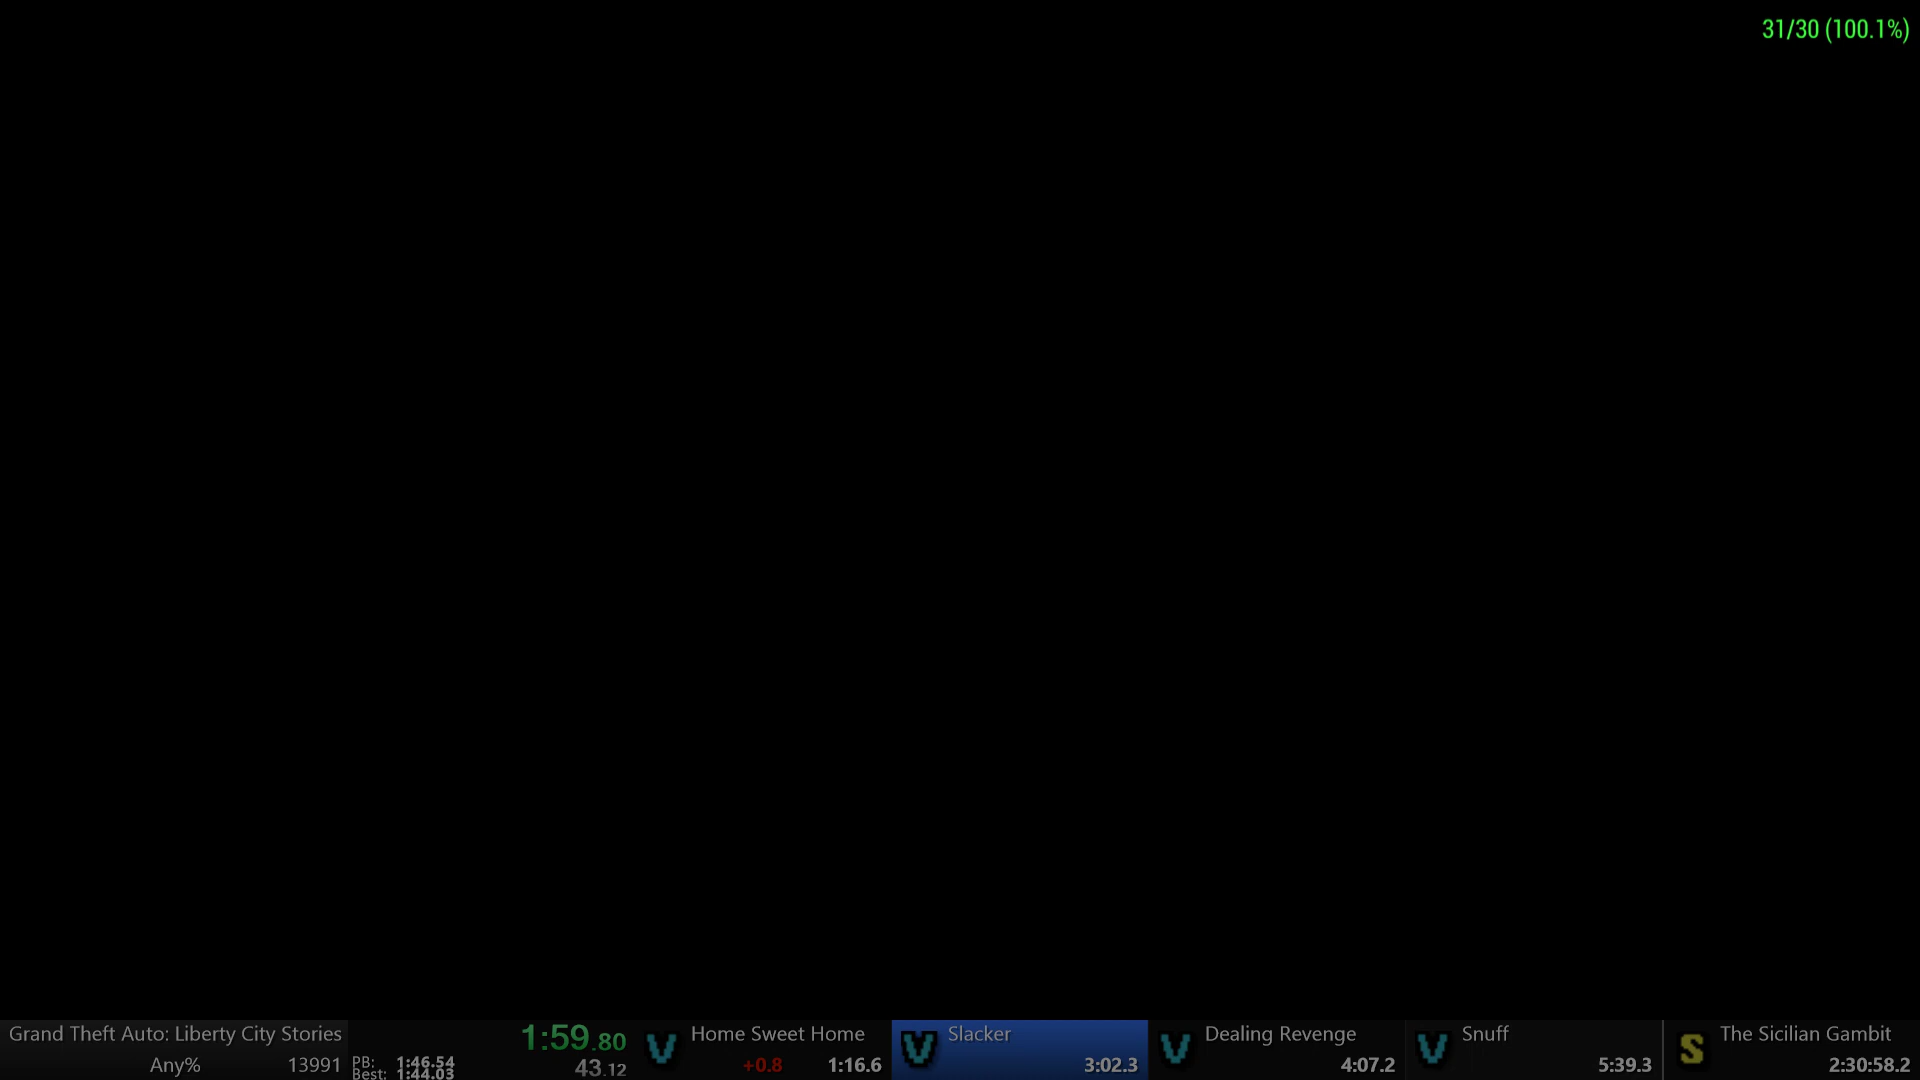 31/30 (100.1%)
Grand Theft Auto: Liberty City Stories
Any% 13991
PB: 1:46.54
Best: 1:44.03
1:59.80
43.12
Home Sweet Home
+0.8 1:16.6
Slacker
3:02.3
Dealing Revenge
4:07.2
Snuff
5:39.3
The Sicilian Gambit
2:30:58.2